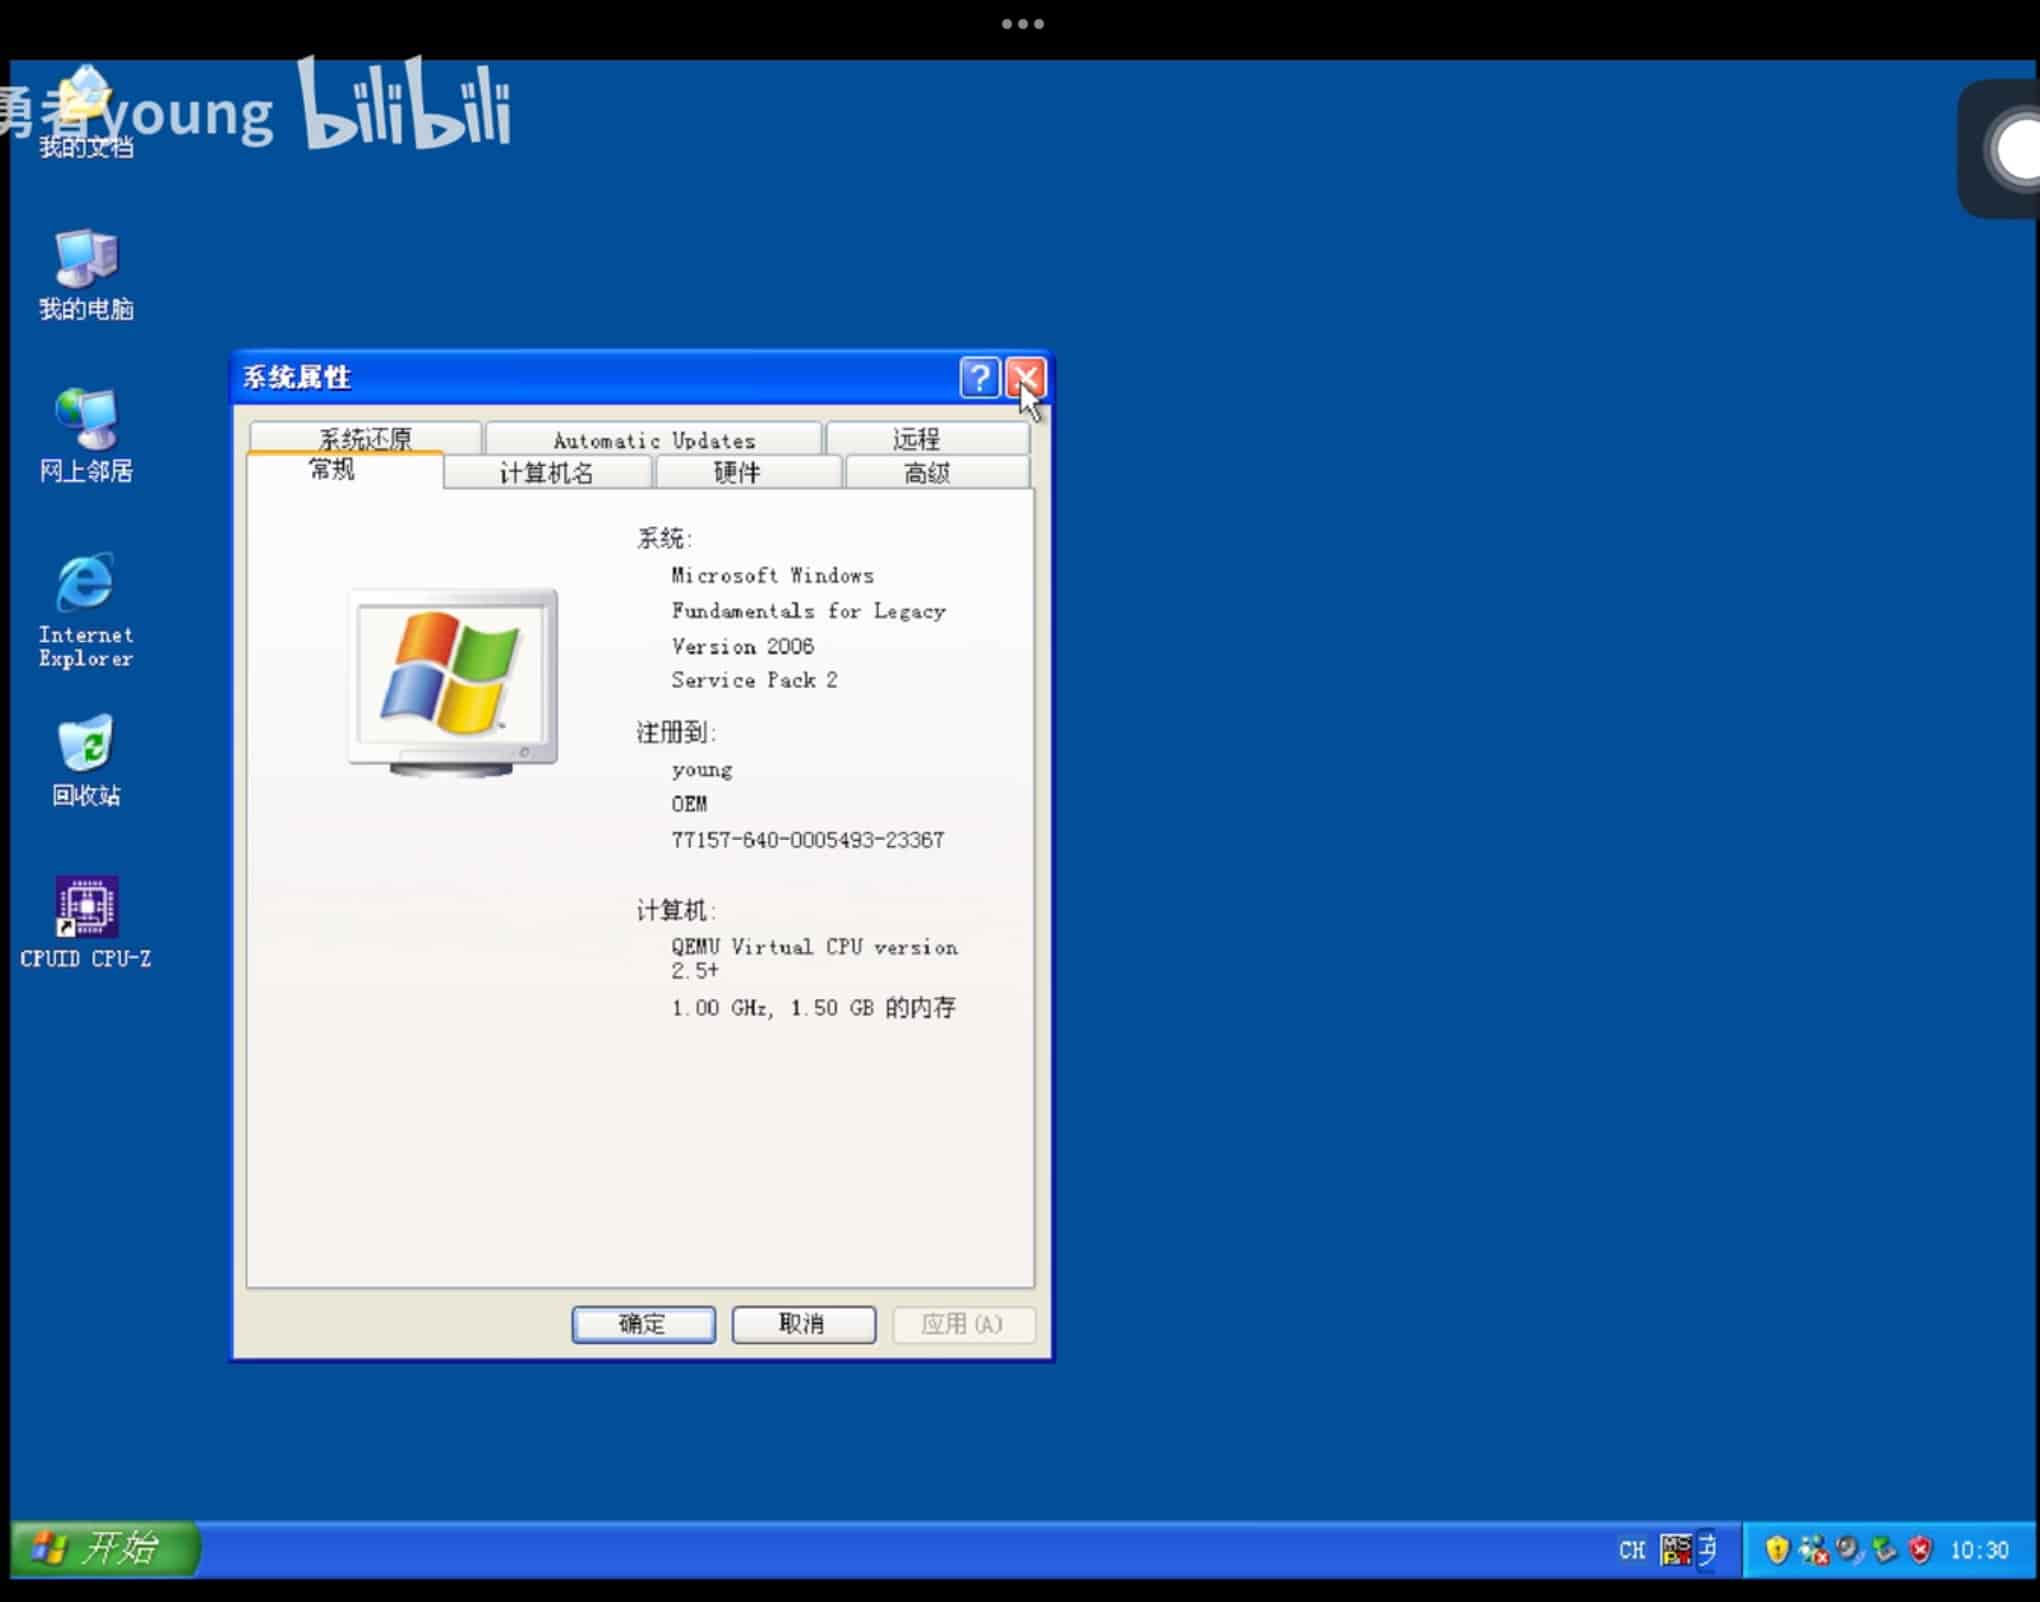 勇者young bilibili
我的文档
我的电脑
网上邻居
Internet
Explorer
回收站
CPUID CPU-Z
系统属性
系统还原 Automatic Updates 远程
常规 计算机名 硬件 高级
系统:
Microsoft Windows
Fundamentals for Legacy
Version 2006
Service Pack 2
注册到:
young
OEM
77157-640-0005493-23367
计算机:
QEMU Virtual CPU version
2.5+
1.00 GHz, 1.50 GB 的内存
确定 取消 应用(A)
开始 CH 10:30